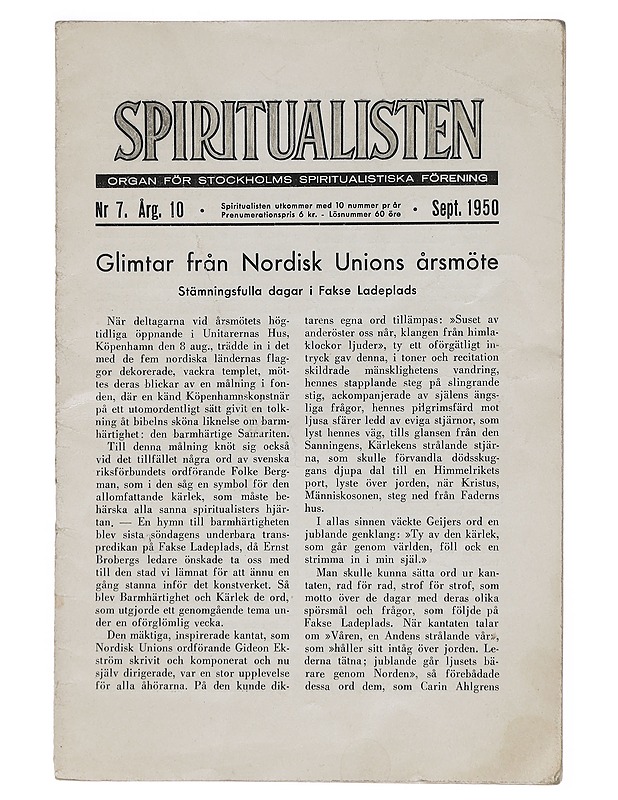 SPIRITUALISTEN
ORGAN FÖR STOCKHOLMS SPIRITUALISTISKA FÖRENING
Nr 7. Årg. 10 • Spiritualisten utkommer med 10 nummer pr år • Sept. 1950
Prenumerationspris 6 kr. - Lösnummer 60 öre
Glimtar från Nordisk Unions årsmöte
Stämningsfulla dagar i Fakse Ladeplads
När deltagarna vid årsmötets hög-
tidliga öppnande i Unitarernas Hus,
Köpenhamn den 8 aug., trädde in i det
med de fem nordiska ländernas flag-
gor dekorerade, vackra templet, möt-
tes deras blickar av en målning i fon-
den, där en känd Köpenhamnskonstnär
på ett utomordentligt sätt givit en tolk-
ning åt bibelns sköna liknelse om barm-
härtighet: den barmhärtige Samariten.
Till denna målning knöt sig också
vid det tillfället några ord av svenska
riksförbundets ordförande Folke Berg-
man, som i den såg en symbol för den
allomfattande kärlek, som måste be-
härska alla sanna spiritualisters hjär-
tan. — En hymn till barmhärtigheten
blev sista söndagens underbara trans-
predikan på Fakse Ladeplads, då Ernst
Brobergs ledare önskade ta oss med
till den stad vi lämnat för att ännu en
gång stanna inför det konstverket. Så
blev Barmhärtighet och Kärlek de ord,
som utgjorde ett genomgående tema un-
der en oförglömlig vecka.
Den mäktiga, inspirerade kantat, som
Nordisk Unions ordförande Gideon Ek-
ström skrivit och komponerat och nu
själv dirigerade, var en stor upplevelse
för alla åhörarna. På den kunde dik-
tarens egna ord tillämpas: »Suset av
anderöster oss når, klangen från himla-
klockor ljuder», ty ett oförgätligt in-
tryck gav denna, i toner och recitation
skildrade mänsklighetens vandring,
hennes stapplande steg på slingrande
stig, ackompanjerade av själens ängs-
liga frågor, hennes pilgrimsfärd mot
ljusa sfärer ledd av eviga stjärnor, som
lyst hennes väg, tills glansen från den
Sanningens, Kärlekens strålande stjär-
na, som skulle förvandla dödsskug-
gans djupa dal till en Himmelrikets
port, lyste över jorden, när Kristus,
Människosonen, steg ned från Faderns
hus.
I allas sinnen väckte Geijers ord en
jublande genklang: »Ty av den kärlek,
som går genom världen, föll ock en
strimma in i min själ.»
Man skulle kunna sätta ord ur kan-
taten, rad för rad, strof för strof, som
motto över de dagar med deras olika
spörsmål och frågor, som följde på
Fakse Ladeplads. När kantaten talar
om »Våren, en Andens strålande vår»,
som »håller sitt intåg över jorden. Le-
derna tätna; jublande går ljusets bä-
rare genom Norden», så förebådade
dessa ord dem, som Carin Ahlgrens